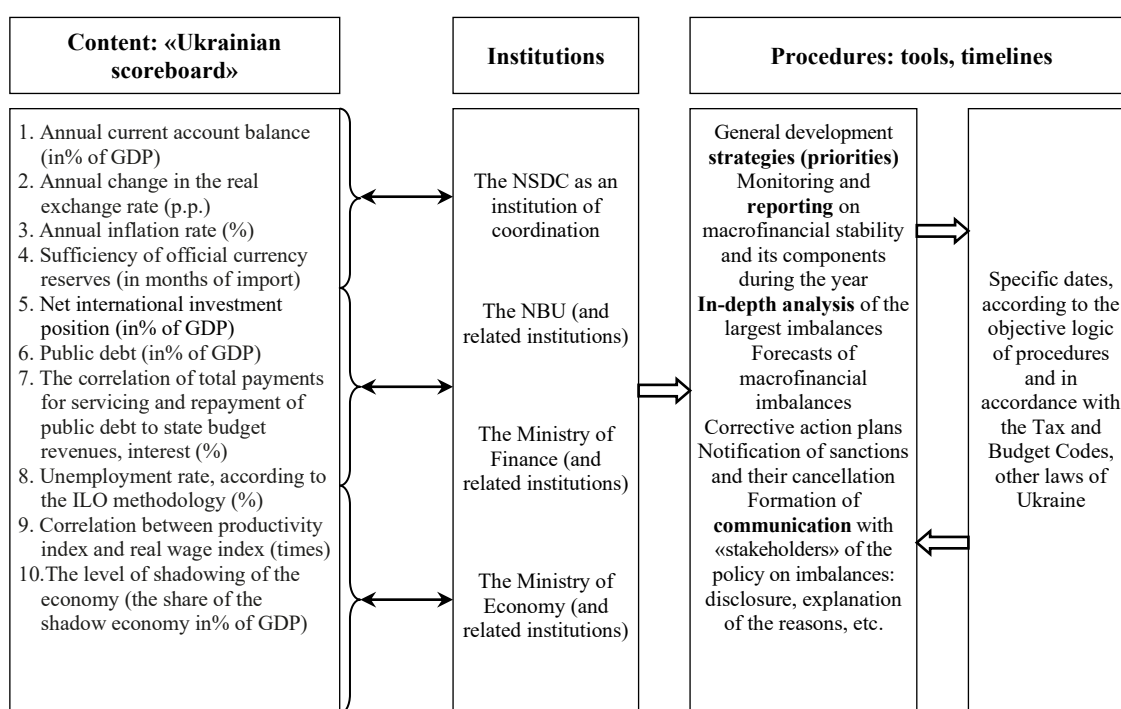 Content: «Ukrainian
scoreboard»
Institutions
Procedures: tools, timelines
1. Annual current account balance
(in% of GDP)
2. Annual change in the real
exchange rate (p.p.)
3. Annual inflation rate (%)
4. Sufficiency of official currency
reserves (in months of import)
5. Net international investment
position (in% of GDP)
6. Public debt (in% of GDP)
7. The correlation of total payments
for servicing and repayment of
public debt to state budget
revenues, interest (%)
8. Unemployment rate, according to
the ILO methodology (%)
9. Correlation between productivity
index and real wage index (times)
10.The level of shadowing of the
economy (the share of the
shadow economy in% of GDP)
The NSDC as an
institution of
coordination
The NBU (and
related institutions)
The Ministry of
Finance (and
related institutions)
The Ministry of
Economy (and
related institutions)
General development
strategies (priorities)
Monitoring and
reporting on
macrofinancial stability
and its components
during the year
In-depth analysis of the
largest imbalances
Forecasts of
macrofinancial
imbalances
Corrective action plans
Notification of sanctions
and their cancellation
Formation of
communication with
«stakeholders» of the
policy on imbalances:
disclosure, explanation
of the reasons, etc.
Specific dates,
according to the
objective logic
of procedures
and in
accordance with
the Tax and
Budget Codes,
other laws of
Ukraine